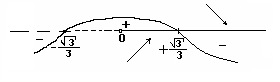 +
− √3/3 0 + √3/3 −